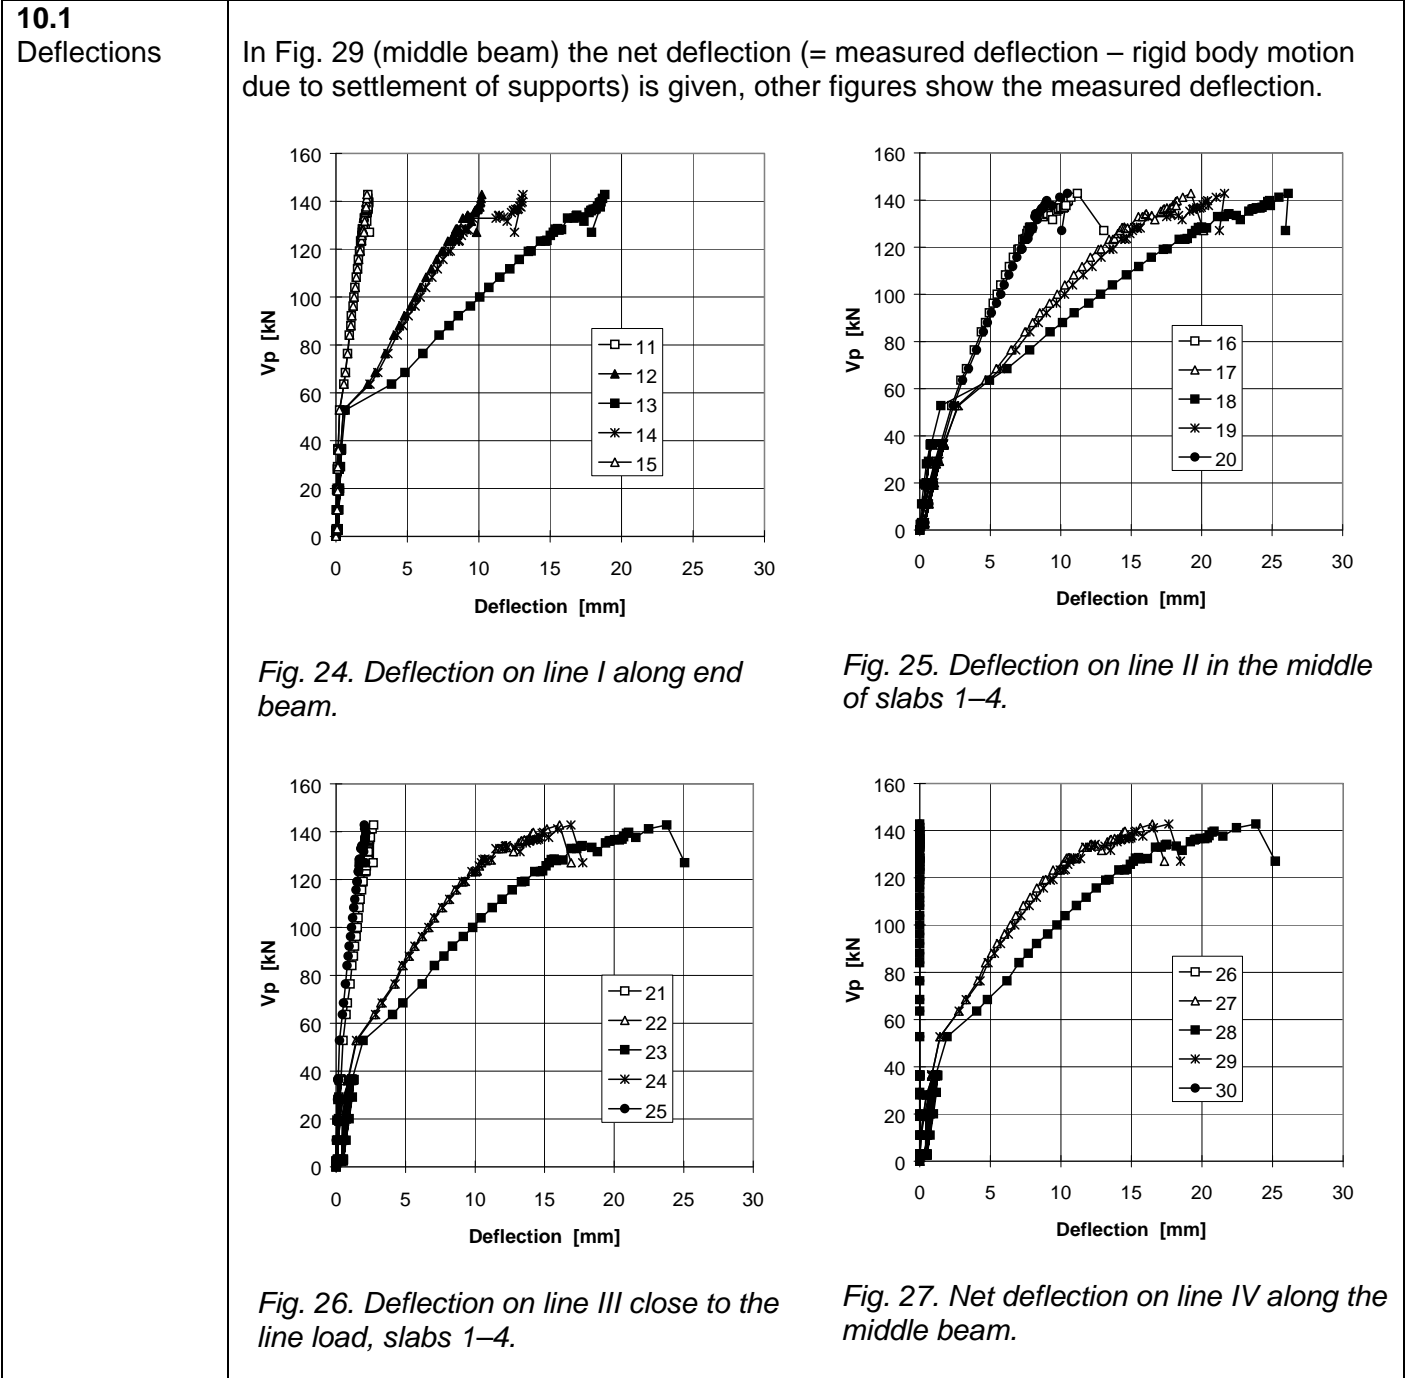 10.1
Deflections
In Fig. 29 (middle beam) the net deflection (= measured deflection – rigid body motion
due to settlement of supports) is given, other figures show the measured deflection.
160
140
120
100
80
60
40
20
0
Vp [kN
0 5 10 15 20 25 30
Deflection [mm]
11
12
13
14
15
Fig. 24. Deflection on line I along end
beam.
160
140
120
100
80
60
40
20
0
Vp [kN
0 5 10 15 20 25 30
Deflection [mm]
16
17
18
19
20
Fig. 25. Deflection on line II in the middle
of slabs 1–4.
160
140
120
100
80
60
40
20
0
Vp [kN
0 5 10 15 20 25 30
Deflection [mm]
21
22
23
24
25
Fig. 26. Deflection on line III close to the
line load, slabs 1–4.
160
140
120
100
80
60
40
20
0
Vp [kN
0 5 10 15 20 25 30
Deflection [mm]
26
27
28
29
30
Fig. 27. Net deflection on line IV along the
middle beam.